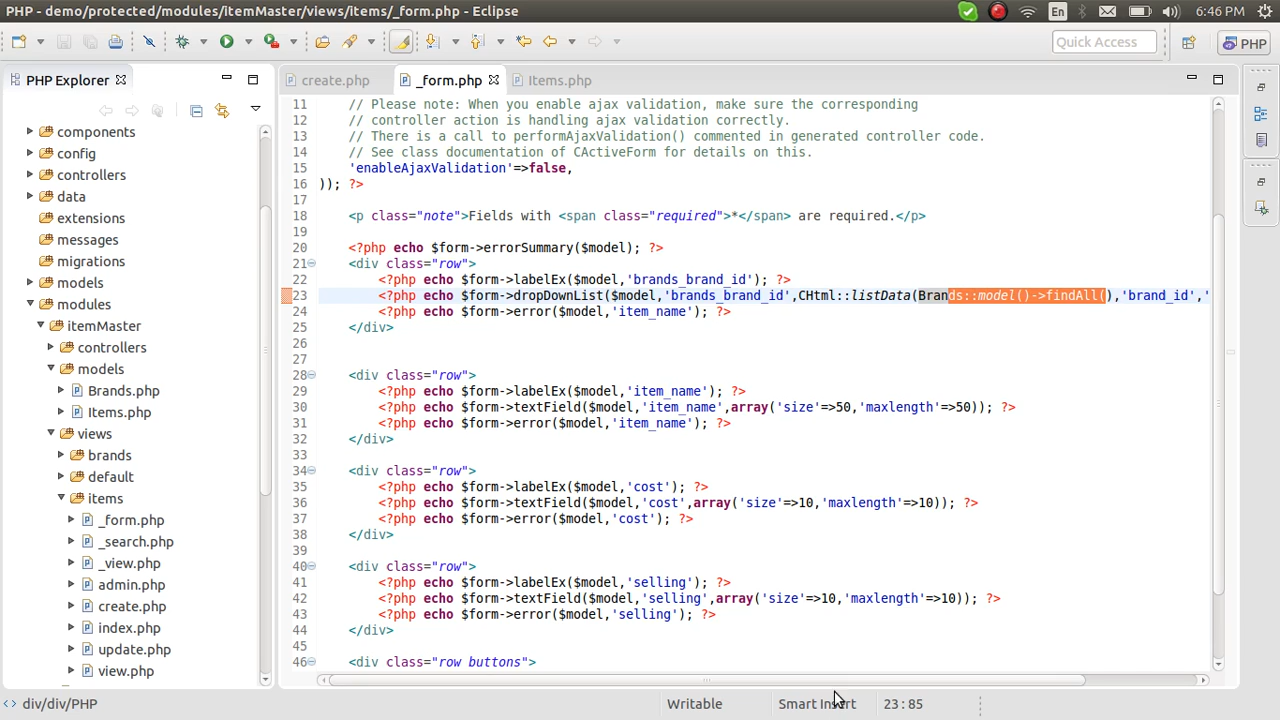 PHP - demo/protected/modules/itemMaster/views/items/_form.php - Eclipse
En
6:46 PM
Quick Access
PHP
PHP Explorer
create.php
_form.php
Items.php
components
config
controllers
data
extensions
messages
migrations
models
modules
itemMaster
controllers
models
Brands.php
Items.php
views
brands
default
items
_form.php
_search.php
_view.php
admin.php
create.php
index.php
update.php
view.php
11 // Please note: When you enable ajax validation, make sure the corresponding
12 // controller action is handling ajax validation correctly.
13 // There is a call to performAjaxValidation() commented in generated controller code.
14 // See class documentation of CActiveForm for details on this.
15 'enableAjaxValidation'=>false,
16 )); ?>
17
18 <p class="note">Fields with <span class="required">*</span> are required.</p>
19
20 <?php echo $form->errorSummary($model); ?>
21 <div class="row">
22 <?php echo $form->labelEx($model,'brands_brand_id'); ?>
23 <?php echo $form->dropDownList($model,'brands_brand_id',CHtml::listData(Brands::model()->findAll(),'brand_id','
24 <?php echo $form->error($model,'item_name'); ?>
25 </div>
26
27
28 <div class="row">
29 <?php echo $form->labelEx($model,'item_name'); ?>
30 <?php echo $form->textField($model,'item_name',array('size'=>50,'maxlength'=>50)); ?>
31 <?php echo $form->error($model,'item_name'); ?>
32 </div>
33
34 <div class="row">
35 <?php echo $form->labelEx($model,'cost'); ?>
36 <?php echo $form->textField($model,'cost',array('size'=>10,'maxlength'=>10)); ?>
37 <?php echo $form->error($model,'cost'); ?>
38 </div>
39
40 <div class="row">
41 <?php echo $form->labelEx($model,'selling'); ?>
42 <?php echo $form->textField($model,'selling',array('size'=>10,'maxlength'=>10)); ?>
43 <?php echo $form->error($model,'selling'); ?>
44 </div>
45
46 <div class="row buttons">
div/div/PHP
Writable
Smart Insert
23 : 85